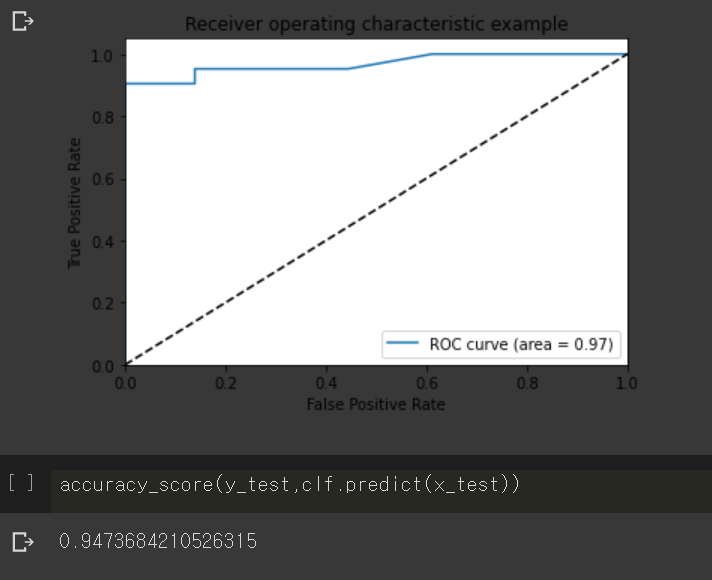 Receiver operating characteristic example
1.0
0.8
0.6
0.4
0.2
0.0
True Positive Rate
ROC curve (area = 0.97)
0.0 0.2 0.4 0.6 0.8 1.0
False Positive Rate
[ ] accuracy_score(y_test,clf.predict(x_test))
0.9473684210526315